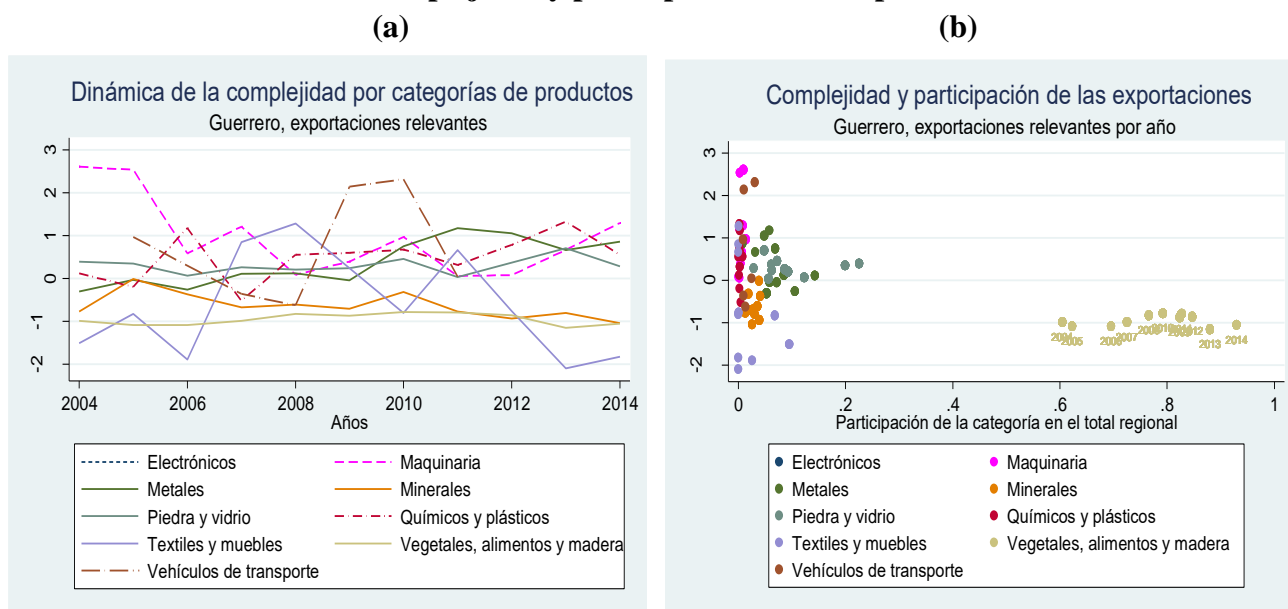 (a)
(b)
Dinámica de la complejidad por categorías de productos
Guerrero, exportaciones relevantes
3
2
1
0
-1
-2
2004 2006 2008 2010 2012 2014
Años
Electrónicos Maquinaria
Metales Minerales
Piedra y vidrio Químicos y plásticos
Textiles y muebles Vegetales, alimentos y madera
Vehículos de transporte
Complejidad y participación de las exportaciones
Guerrero, exportaciones relevantes por año
3
2
1
0
-1
-2
2005 2006 2007 2013 2014
0 .2 .4 .6 .8 1
Participación de la categoría en el total regional
Electrónicos Maquinaria
Metales Minerales
Piedra y vidrio Químicos y plásticos
Textiles y muebles Vegetales, alimentos y madera
Vehículos de transporte